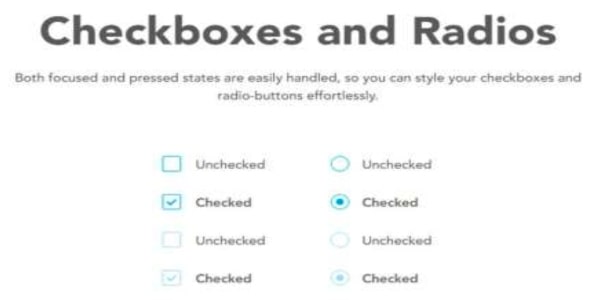 Checkboxes and Radios
Both focused and pressed states are easily handled, so you can style your checkboxes and
radio-buttons effortlessly.
Unchecked Unchecked
Checked Checked
Unchecked Unchecked
Checked Checked